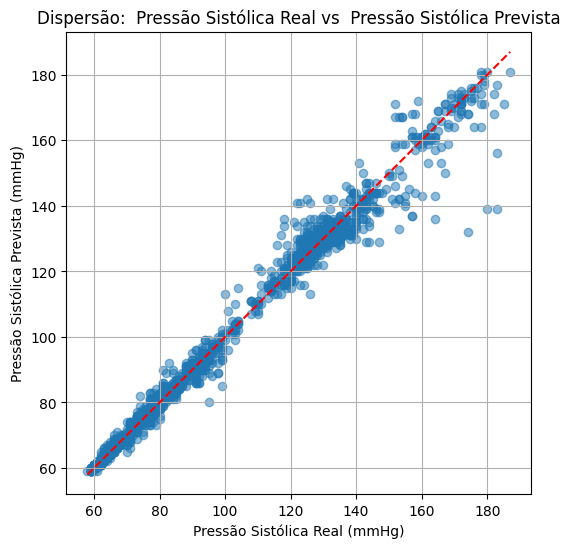 Dispersão:  Pressão Sistólica Real vs  Pressão Sistólica Prevista
Pressão Sistólica Prevista (mmHg)
180
160
140
120
100
80
60
60 80 100 120 140 160 180
Pressão Sistólica Real (mmHg)